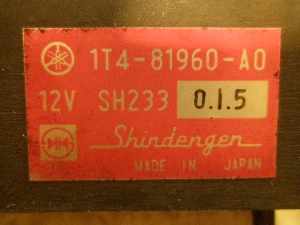 1T4-81960-A0
12V SH233 0.1.5
Shindengen
MADE IN JAPAN